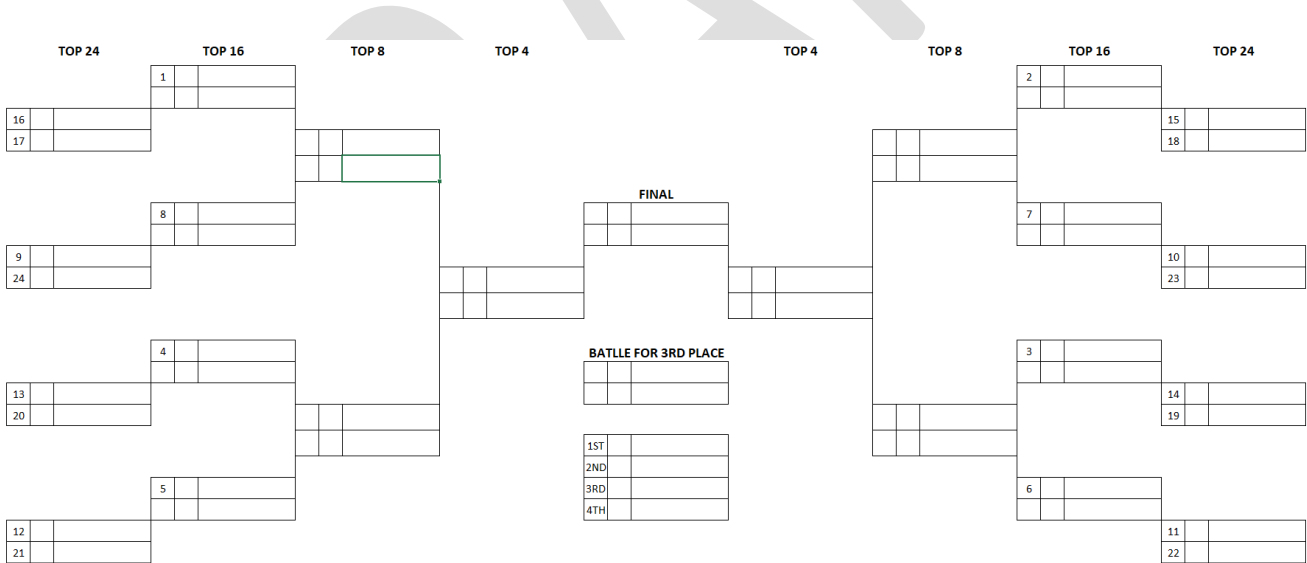 TOP 24 TOP 16 TOP 8 TOP 4 TOP 4 TOP 8 TOP 16 TOP 24
1 2
16 15
17 18
FINAL
8 7
9 10
24 23
4 BATLLE FOR 3RD PLACE 3
13 14
20 19
1ST
2ND
5 3RD 6
4TH
12 11
21 22